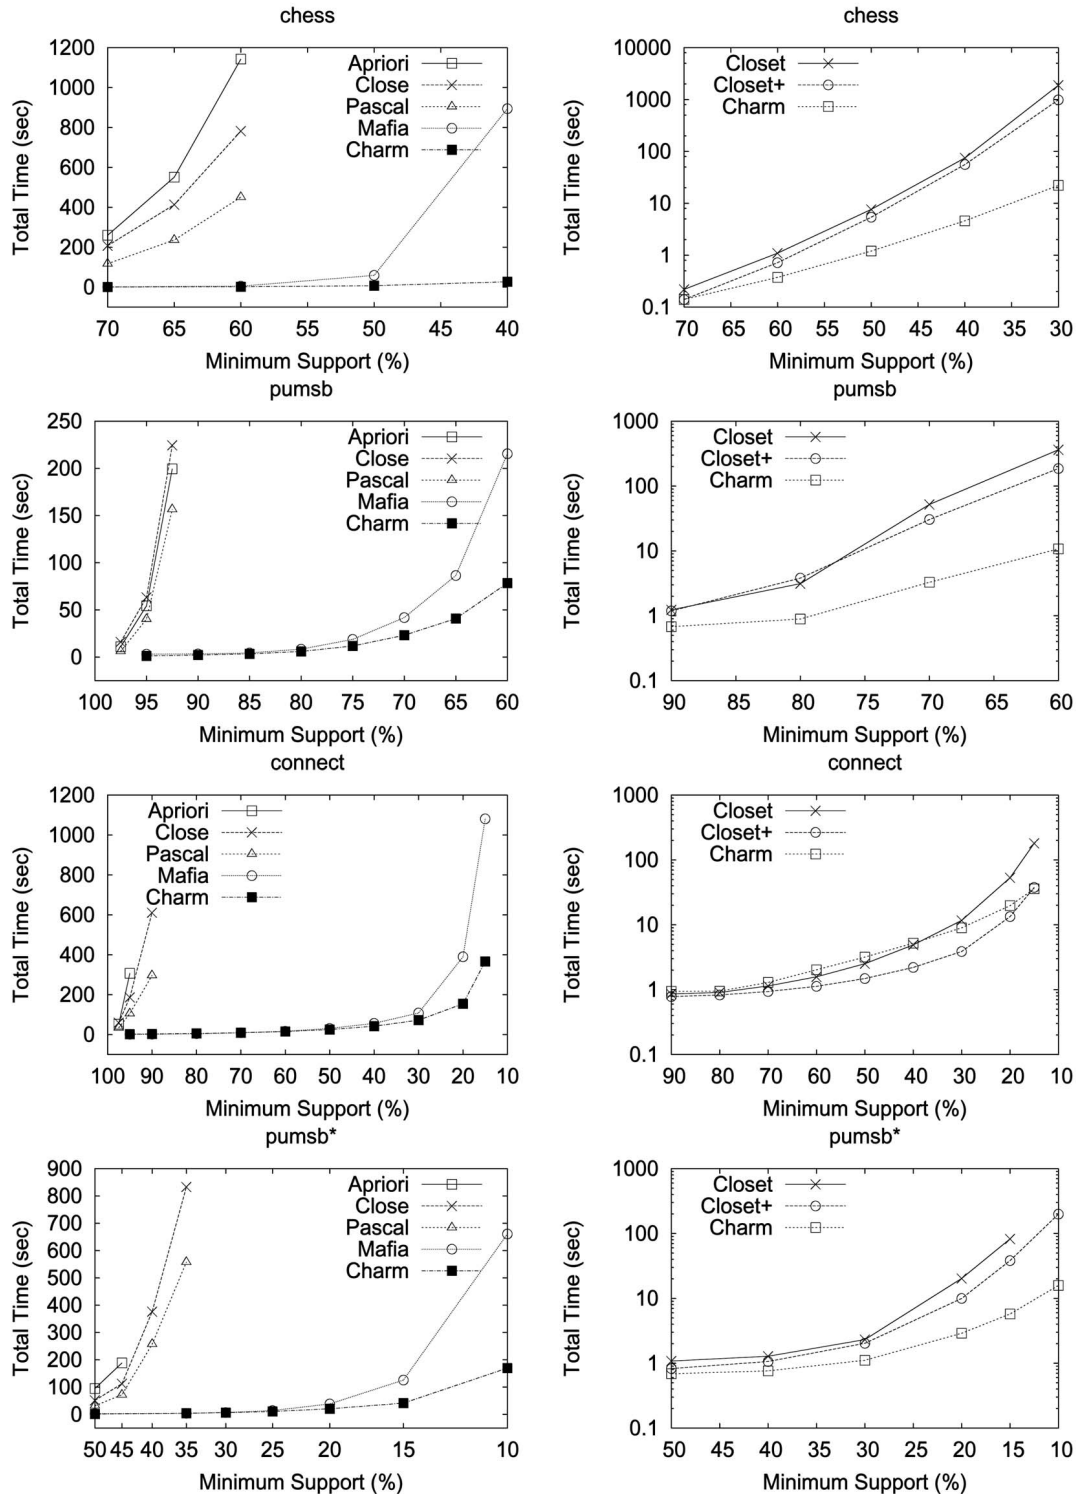 chess
1200
1000
800
600
400
200
0
Total Time (sec)
Apriori
Close
Pascal
Mafia
Charm
70 65 60 55 50 45 40
Minimum Support (%)
chess
10000
1000
100
10
1
0.1
Total Time (sec)
Closet
Closet+
Charm
70 65 60 55 50 45 40 35 30
Minimum Support (%)
pumsb
250
200
150
100
50
0
Total Time (sec)
Apriori
Close
Pascal
Mafia
Charm
100 95 90 85 80 75 70 65 60
Minimum Support (%)
pumsb
1000
100
10
1
0.1
Total Time (sec)
Closet
Closet+
Charm
90 85 80 75 70 65 60
Minimum Support (%)
connect
1200
1000
800
600
400
200
0
Total Time (sec)
Apriori
Close
Pascal
Mafia
Charm
100 90 80 70 60 50 40 30 20 10
Minimum Support (%)
connect
1000
100
10
1
0.1
Total Time (sec)
Closet
Closet+
Charm
90 80 70 60 50 40 30 20 10
Minimum Support (%)
pumsb*
900
800
700
600
500
400
300
200
100
0
Total Time (sec)
Apriori
Close
Pascal
Mafia
Charm
50 45 40 35 30 25 20 15 10
Minimum Support (%)
pumsb*
1000
100
10
1
0.1
Total Time (sec)
Closet
Closet+
Charm
50 45 40 35 30 25 20 15 10
Minimum Support (%)